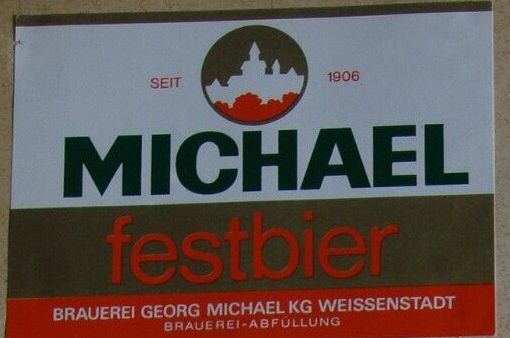 SEIT 1906
MICHAEL
festbier
BRAUEREI GEORG MICHAEL KG WEISSENSTADT
BRAUEREI-ABFÜLLUNG